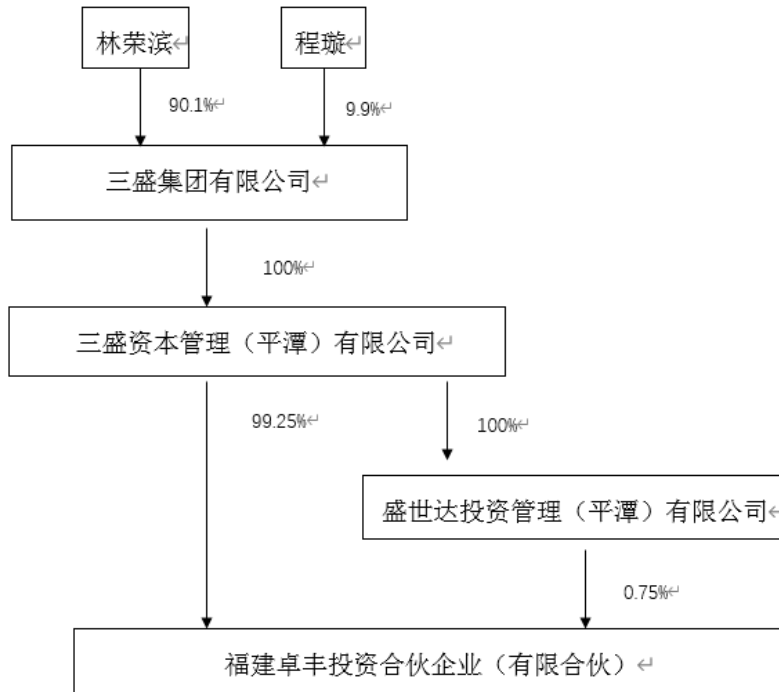 林荣滨↵
程璇↵
90.1%↵
9.9%↵
三盛集团有限公司↵
100%↵
三盛资本管理（平潭）有限公司↵
99.25%↵
100%↵
盛世达投资管理（平潭）有限公司↵
0.75%↵
福建卓丰投资合伙企业（有限合伙）↵